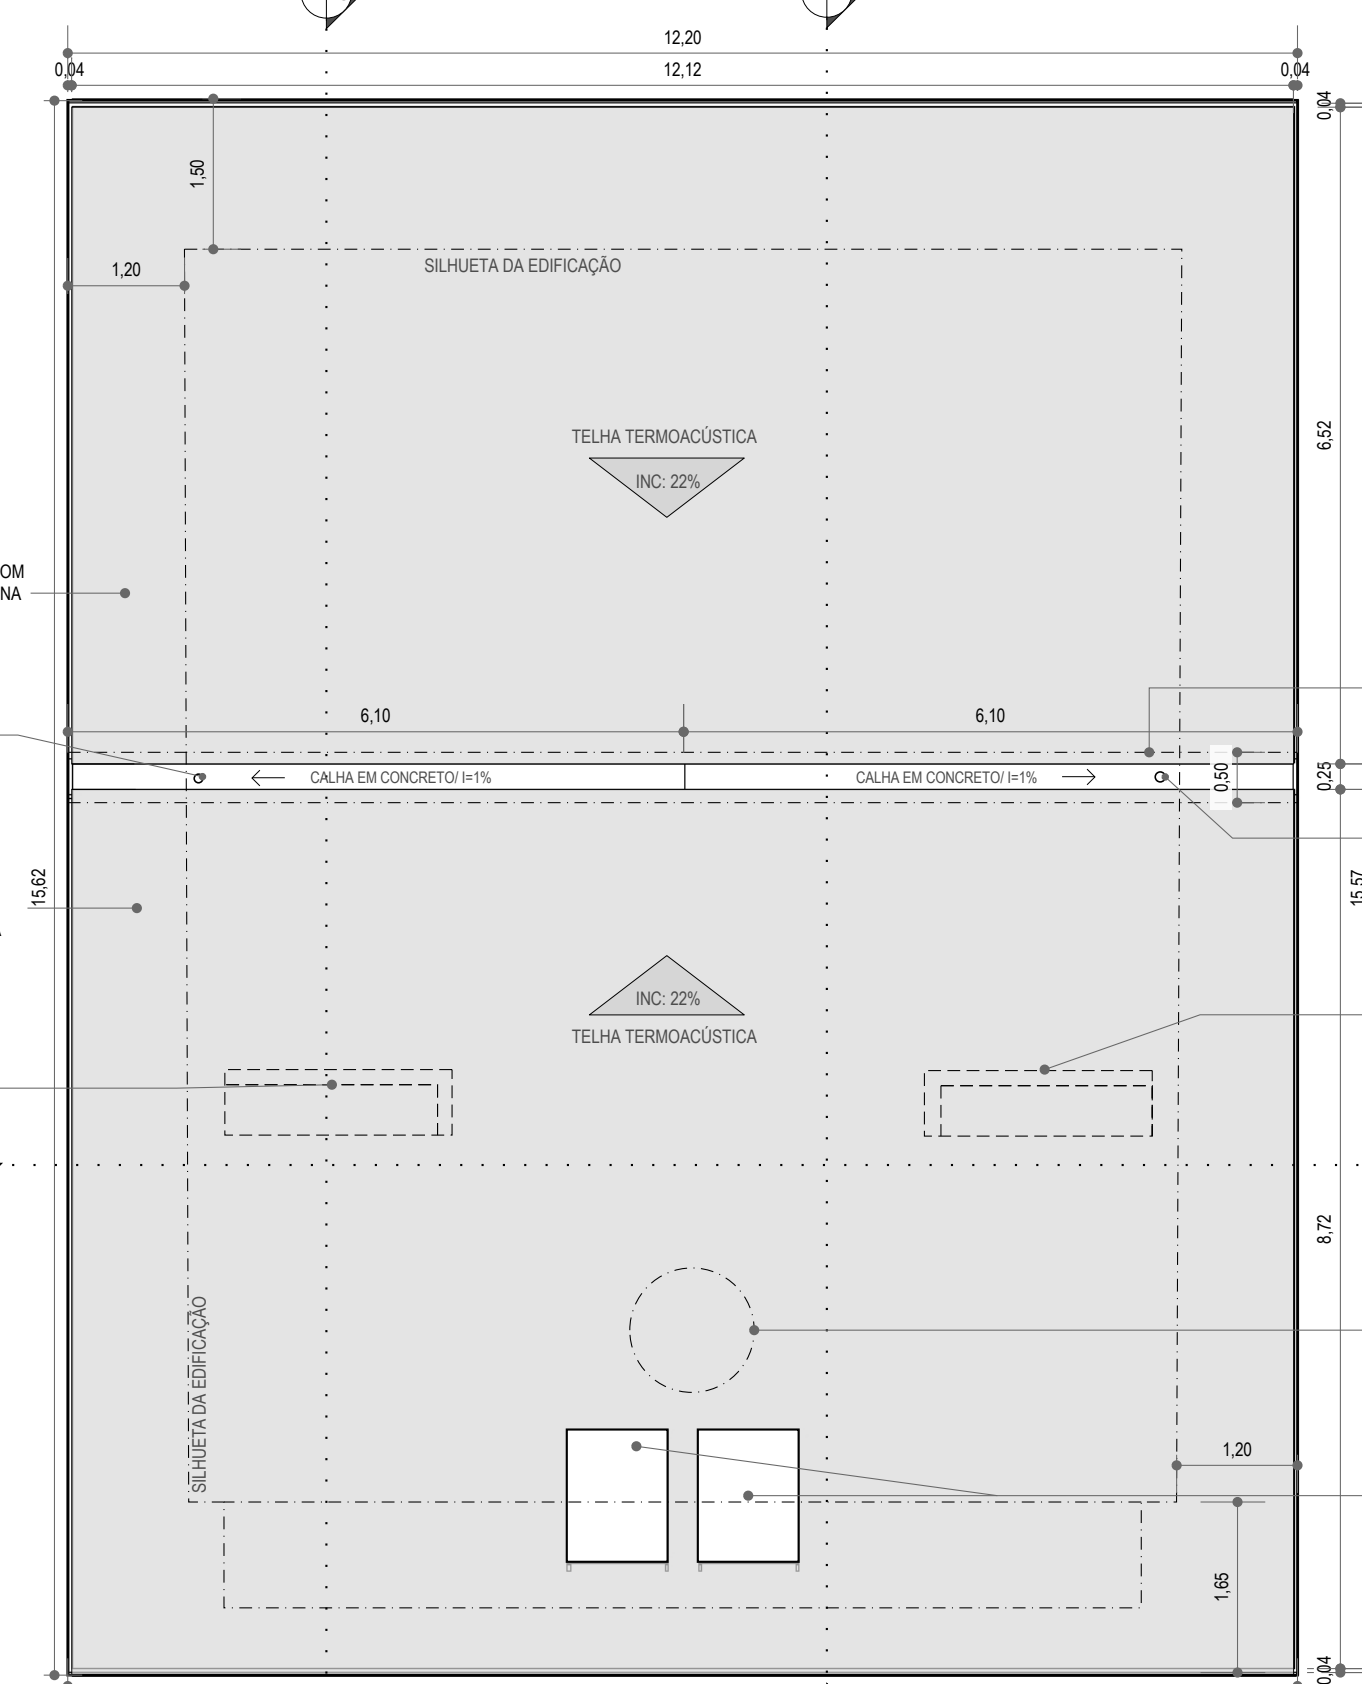 12,20
0,04
12,12
0,04
0,04
1,50
1,20
SILHUETA DA EDIFICAÇÃO
6,52
TELHA TERMOACÚSTICA
INC: 22%
OM
NA
6,10
6,10
CALHA EM CONCRETO/ I=1%
CALHA EM CONCRETO/ I=1%
0,50
0,25
15,62
15,57
INC: 22%
TELHA TERMOACÚSTICA
8,72
SILHUETA DA EDIFICAÇÃO
1,20
1,65
0,04